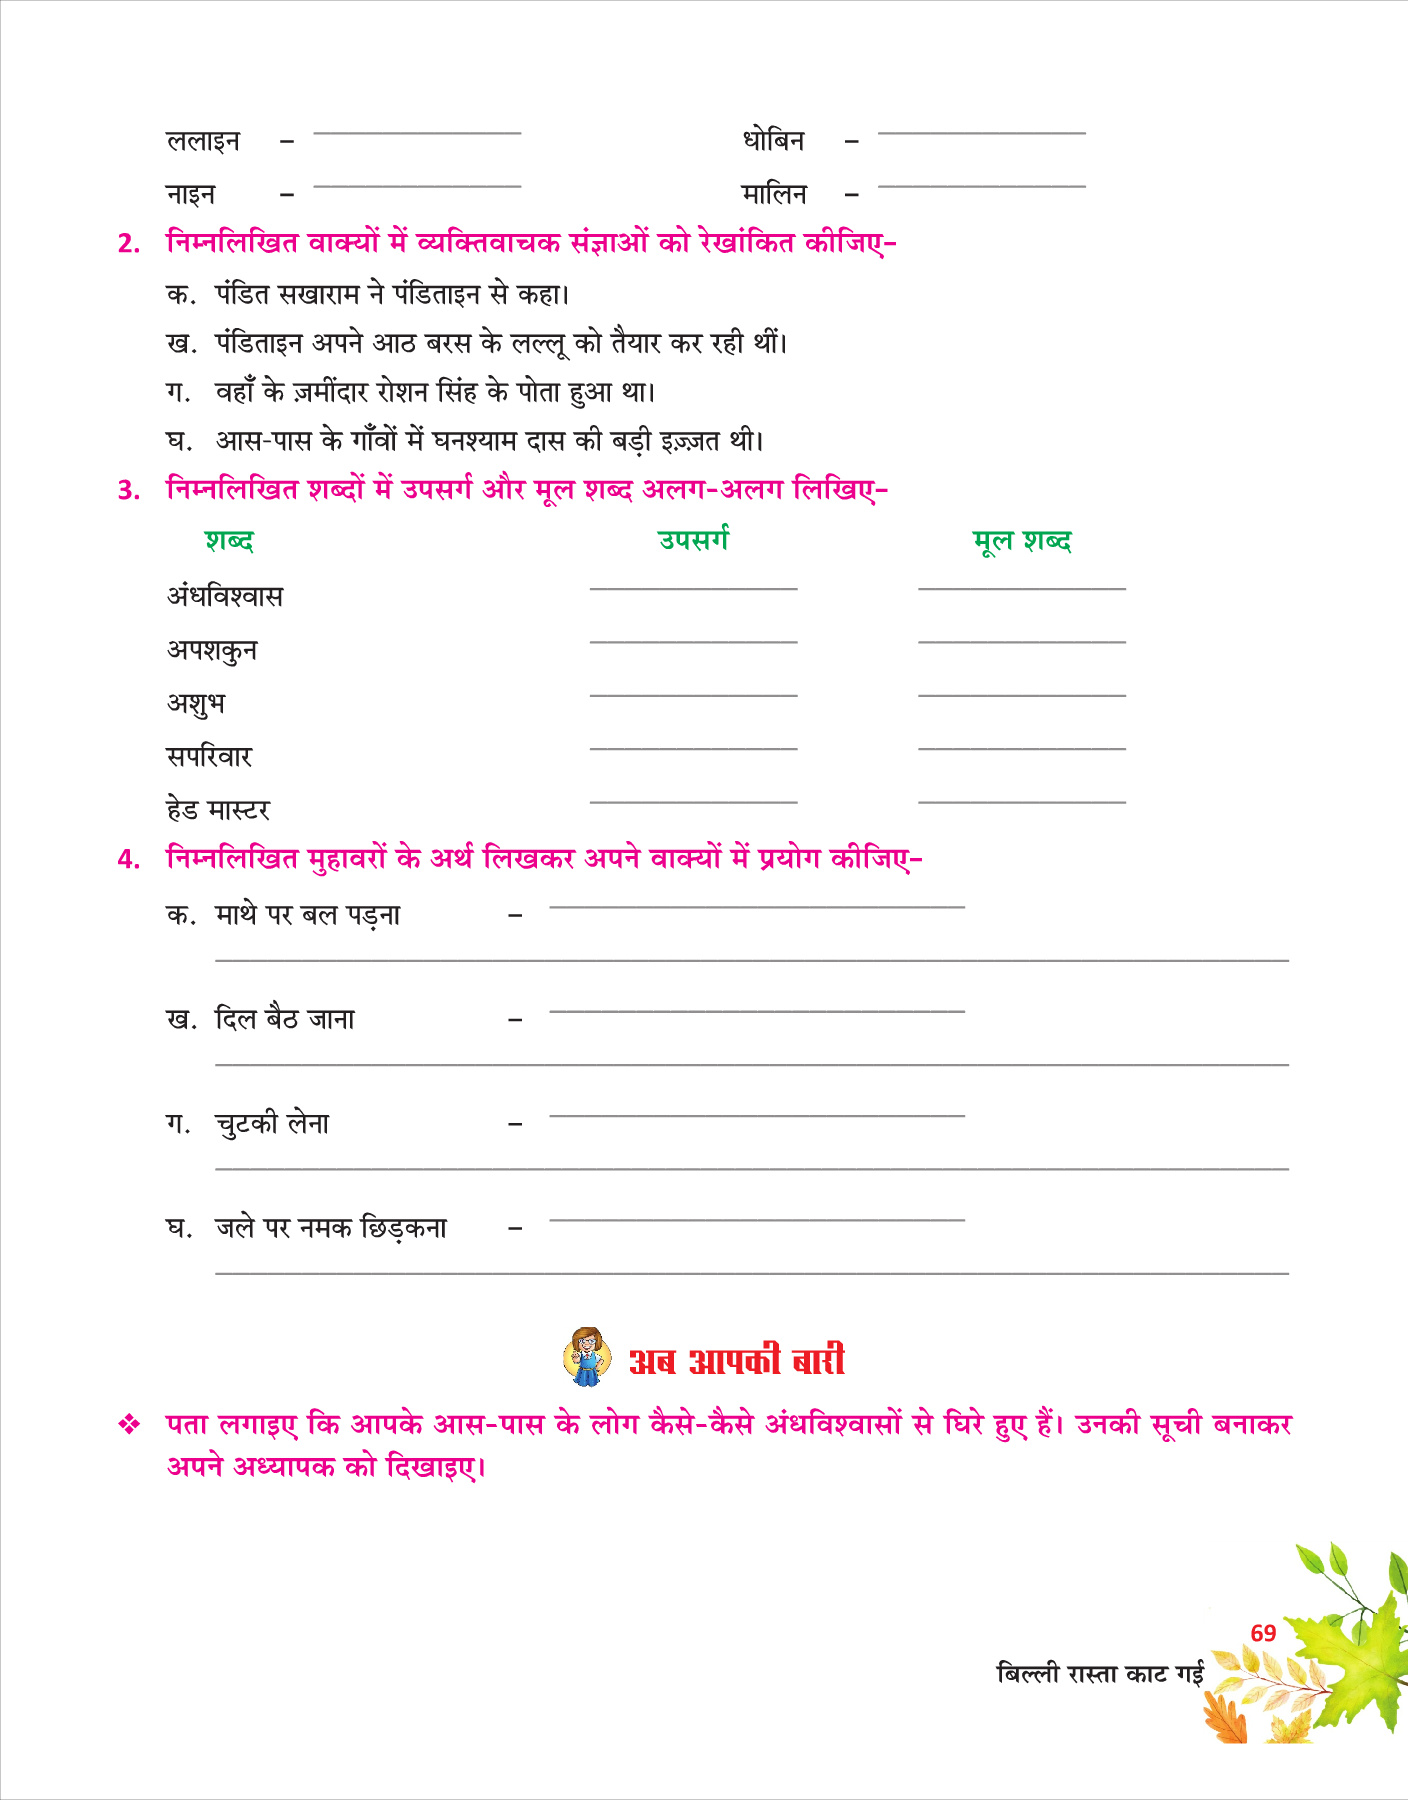 ललाइन – ____________ धोबिन – ____________
नाइन – ____________ मालिन – ____________
2. निम्नलिखित वाक्यों में व्यक्तिवाचक संज्ञाओं को रेखांकित कीजिए–
क. पंडित सखाराम ने पंडिताइन से कहा।
ख. पंडिताइन अपने आठ बरस के लल्लू को तैयार कर रही थीं।
ग. वहाँ के ज़मींदार रोशन सिंह के पोता हुआ था।
घ. आस-पास के गाँवों में घनश्याम दास की बड़ी इज़्ज़त थी।
3. निम्नलिखित शब्दों में उपसर्ग और मूल शब्द अलग-अलग लिखिए–
शब्द उपसर्ग मूल शब्द
अंधविश्वास ____________ ____________
अपशकुन ____________ ____________
अशुभ ____________ ____________
सपरिवार ____________ ____________
हेड मास्टर ____________ ____________
4. निम्नलिखित मुहावरों के अर्थ लिखकर अपने वाक्यों में प्रयोग कीजिए–
क. माथे पर बल पड़ना – ____________
ख. दिल बैठ जाना – ____________
ग. चुटकी लेना – ____________
घ. जले पर नमक छिड़कना – ____________
अब आपकी बारी
❖ पता लगाइए कि आपके आस-पास के लोग कैसे-कैसे अंधविश्वासों से घिरे हुए हैं। उनकी सूची बनाकर
अपने अध्यापक को दिखाइए।
69
बिल्ली रास्ता काट गई